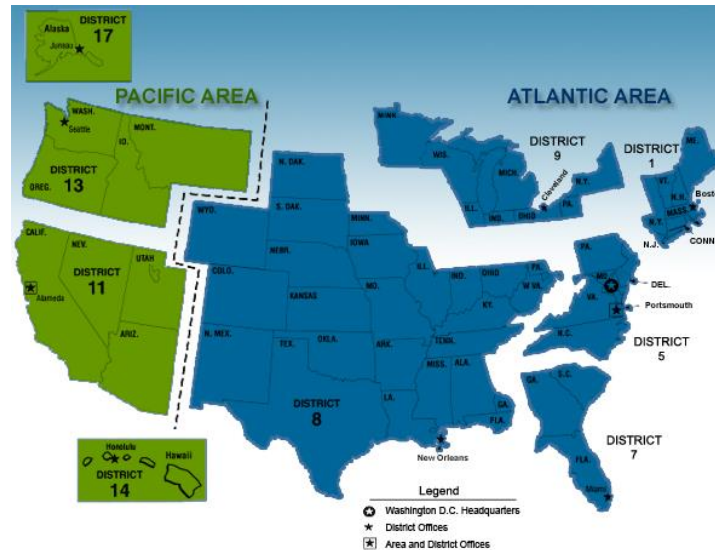 DISTRICT
17
Alaska
Juneau
PACIFIC AREA
ATLANTIC AREA
WASH.
Seattle
MONT.
ID.
DISTRICT
13
OREG.
CALIF.
NEV.
UTAH
DISTRICT
11
Alameda
ARIZ.
Honolulu
Hawaii
DISTRICT
14
N. DAK.
S. DAK.
WYO.
MINN.
NEBR.
IOWA
COLO.
KANSAS
MO.
ILL.
IND.
OHIO
PA.
W VA.
KY.
N. MEX.
TEX.
OKLA.
ARK.
TENN.
MISS.
ALA.
LA.
GA.
FLA.
DISTRICT
8
New Orleans
MINN.
WIS.
MICH.
ILL.
IND.
OHIO
PA.
N.Y.
Cleveland
DISTRICT
9
DISTRICT
1
ME.
VT.
N.H.
MASS.
N.Y.
Bost
N.J.
CONN
PA.
MD.
VA.
DEL.
Portsmouth
N.C.
DISTRICT
5
S.C.
GA.
FLA.
Miami
DISTRICT
7
Legend
Washington D.C. Headquarters
District Offices
Area and District Offices